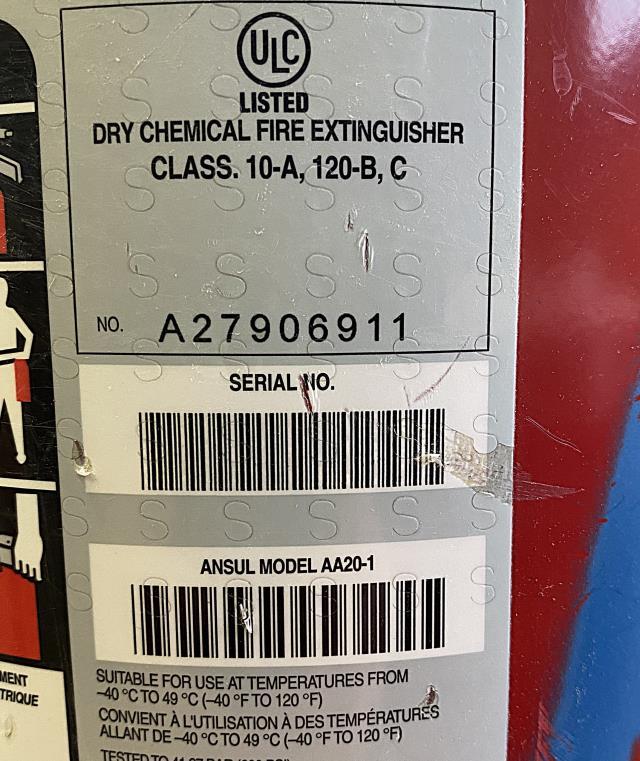 ULC
LISTED
DRY CHEMICAL FIRE EXTINGUISHER
CLASS. 10-A, 120-B, C
NO. A27906911
SERIAL NO.
ANSUL MODEL AA20-1
SUITABLE FOR USE AT TEMPERATURES FROM
–40 °C TO 49 °C (–40 °F TO 120 °F)
CONVIENT À L'UTILISATION À DES TEMPÉRATURES
ALLANT DE –40 °C TO 49 °C (–40 °F TO 120 °F)
MENT
TRIQUE
TESTED TO